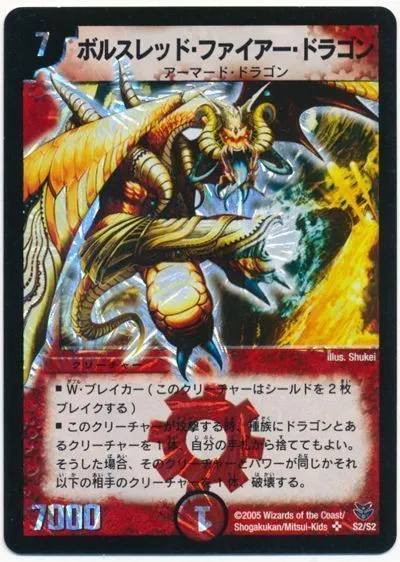 7
ボルスレッド・ファイアー・ドラゴン
アーマード・ドラゴン
illus. Shukei
クリーチャー
■ W・ブレイカー (このクリーチャーはシールドを2枚
ブレイクする)
■ このクリーチャーが攻撃する時、種族にドラゴンとあ
るクリーチャーを1体、自分の手札から捨ててもよい。
そうした場合、そのクリーチャーとパワーが同じかそれ
以下の相手のクリーチャーを1体、破壊する。
7000
1
©2005 Wizards of the Coast/
Shogakukan/Mitsui-Kids S2/S2